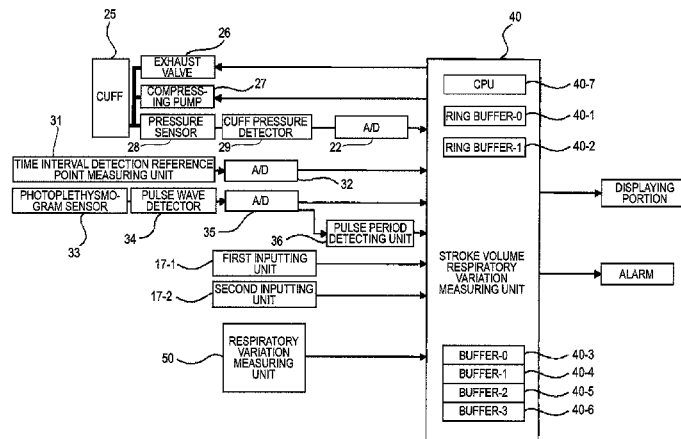 25
26
40
EXHAUST
VALVE
CUFF
CPU
40-7
COMPRESS-
ING PUMP
27
RING BUFFER-0
40-1
31
PRESSURE
SENSOR
CUFF PRESSURE
DETECTOR
A/D
28
29
22
RING BUFFER-1
40-2
TIME INTERVAL DETECTION REFERENCE
POINT MEASURING UNIT
A/D
32
DISPLAYING
PORTION
PHOTOPLETHYSMO-
GRAM SENSOR
PULSE WAVE
DETECTOR
A/D
33
34
35
36
PULSE PERIOD
DETECTING UNIT
17-1
FIRST INPUTTING
UNIT
STROKE VOLUME
RESPIRATORY
VARIATION
MEASURING UNIT
ALARM
17-2
SECOND INPUTTING
UNIT
50
RESPIRATORY
VARIATION
MEASURING
UNIT
BUFFER-0
40-3
BUFFER-1
40-4
BUFFER-2
40-5
BUFFER-3
40-6